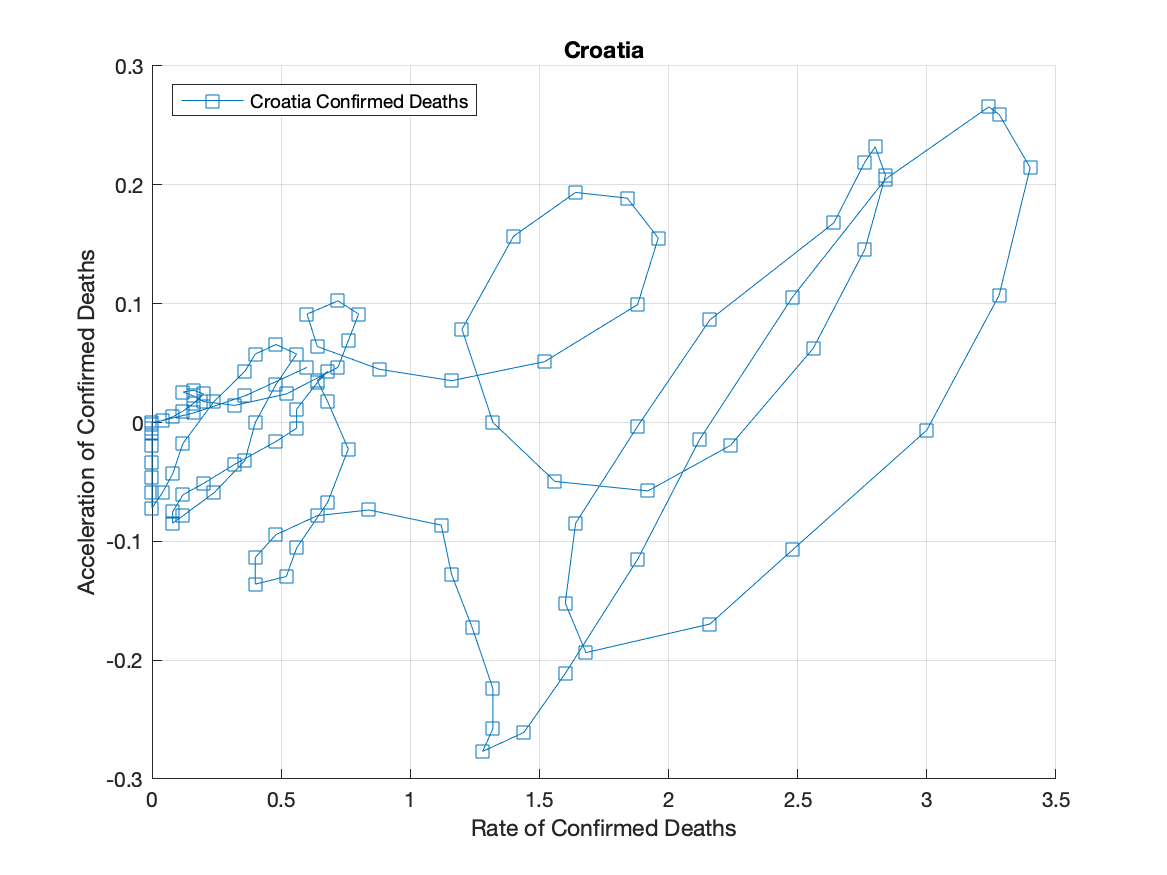 Croatia
Croatia Confirmed Deaths
0.3
0.2
0.1
0
-0.1
-0.2
-0.3
Acceleration of Confirmed Deaths
0 0.5 1 1.5 2 2.5 3 3.5
Rate of Confirmed Deaths